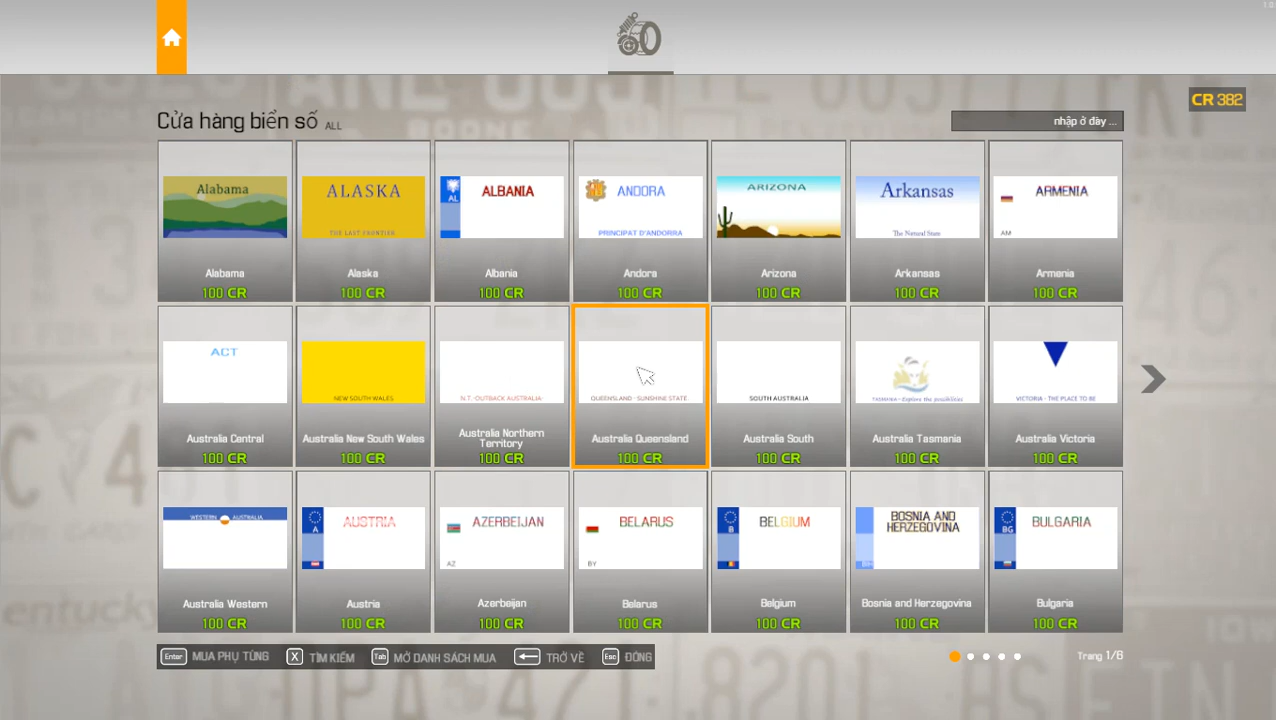 CR 382
Cửa hàng biển số ALL
nhập ở đây ...
Alabama
ALASKA
THE LAST FRONTIER
AL
ALBANIA
ANDORA
PRINCIPAT D'ANDORRA
ARIZONA
Arkansas
The Natural State
ARMENIA
AM
Alabama
Alaska
Albania
Andora
Arizona
Arkansas
Armenia
100 CR
100 CR
100 CR
100 CR
100 CR
100 CR
100 CR
ACT
NEW SOUTH WALES
N.T. -OUTBACK AUSTRALIA-
QUEENSLAND - SUNSHINE STATE-
SOUTH AUSTRALIA
TASMANIA - Explore the possibilities
VICTORIA - THE PLACE TO BE
Australia Central
Australia New South Wales
Australia Northern
Territory
Australia Queensland
Australia South
Australia Tasmania
Australia Victoria
100 CR
100 CR
100 CR
100 CR
100 CR
100 CR
100 CR
WESTERN AUSTRALIA
A
AUSTRIA
AZERBEIJAN
AZ
BELARUS
BY
B
BELGIUM
BOSNIA AND
HERZEGOVINA
BG
BULGARIA
Australia Western
Austria
Azerbeijan
Belarus
Belgium
Bosnia and Herzegovina
Bulgaria
100 CR
100 CR
100 CR
100 CR
100 CR
100 CR
100 CR
Enter MUA PHỤ TÙNG X TÌM KIẾM Tab MỞ DANH SÁCH MUA TRỞ VỀ Esc ĐÓNG
Trang 1/6